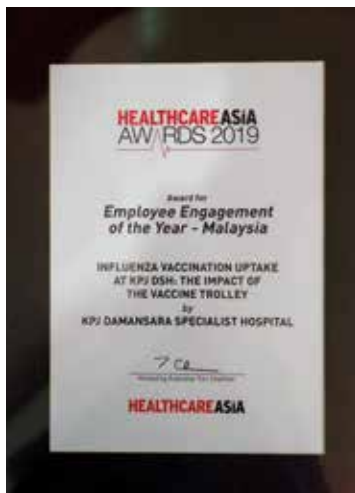 HEALTHCAREASiA
AWARDS 2019
Award for
Employee Engagement
of the Year - Malaysia
INFLUENZA VACCINATION UPTAKE
AT KPJ DSH: THE IMPACT OF
THE VACCINE TROLLEY
by
KPJ DAMANSARA SPECIALIST HOSPITAL
HEALTHCAREASiA